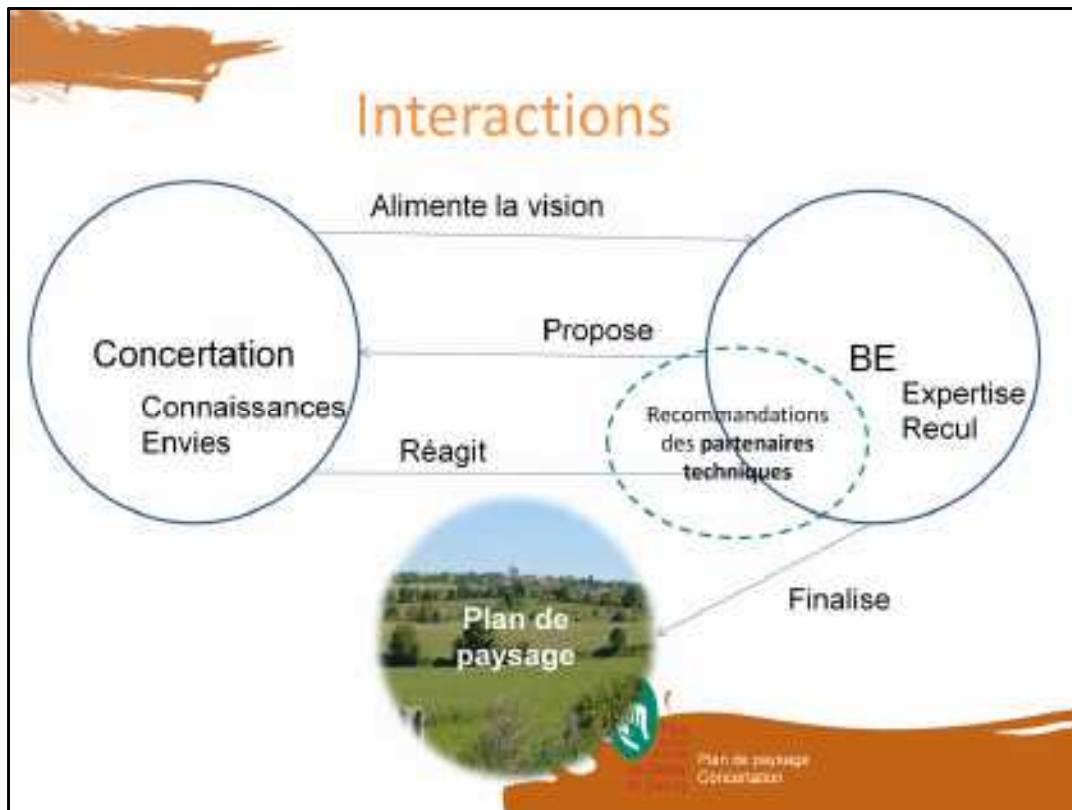 Interactions
Alimente la vision
Propose
Concertation
Connaissances
Envies
BE
Expertise
Recul
Recommandations
des partenaires
techniques
Réagit
Finalise
Plan de
paysage
Plan de paysage
Concertation